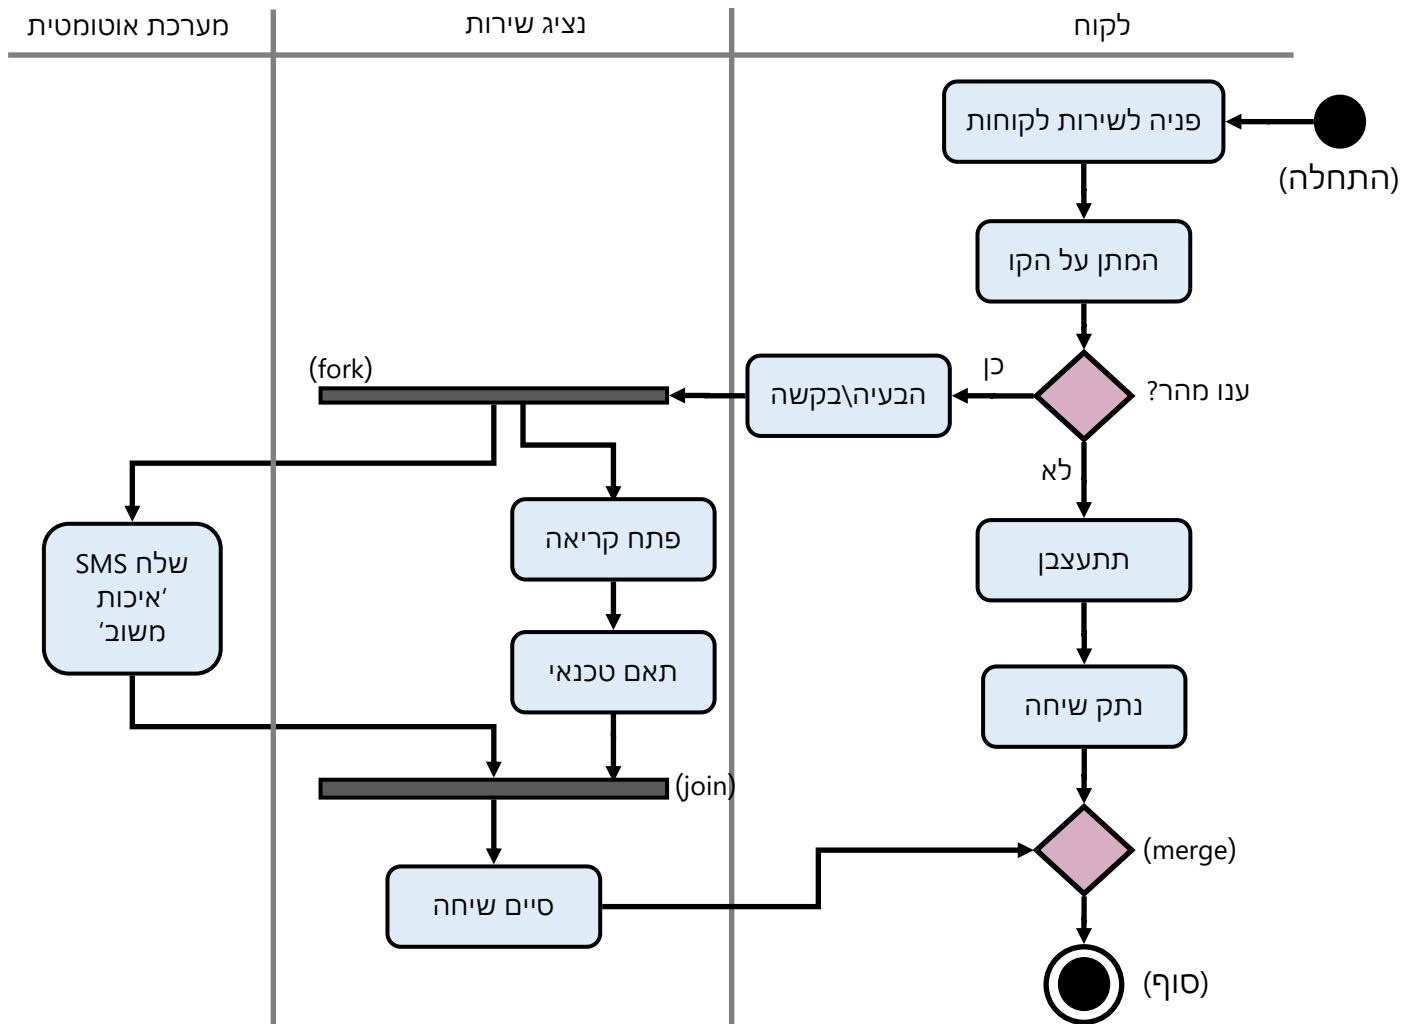 לקוח
נציג שירות
מערכת אוטומטית
פניה לשירות לקוחות
(התחלה)
המתן על הקו
ענו מהר?
כן
הבעיה\בקשה
(fork)
לא
פתח קריאה
תתעצבן
שלח SMS
'איכות
משוב'
תאם טכנאי
נתק שיחה
(join)
(merge)
סיים שיחה
(סוף)